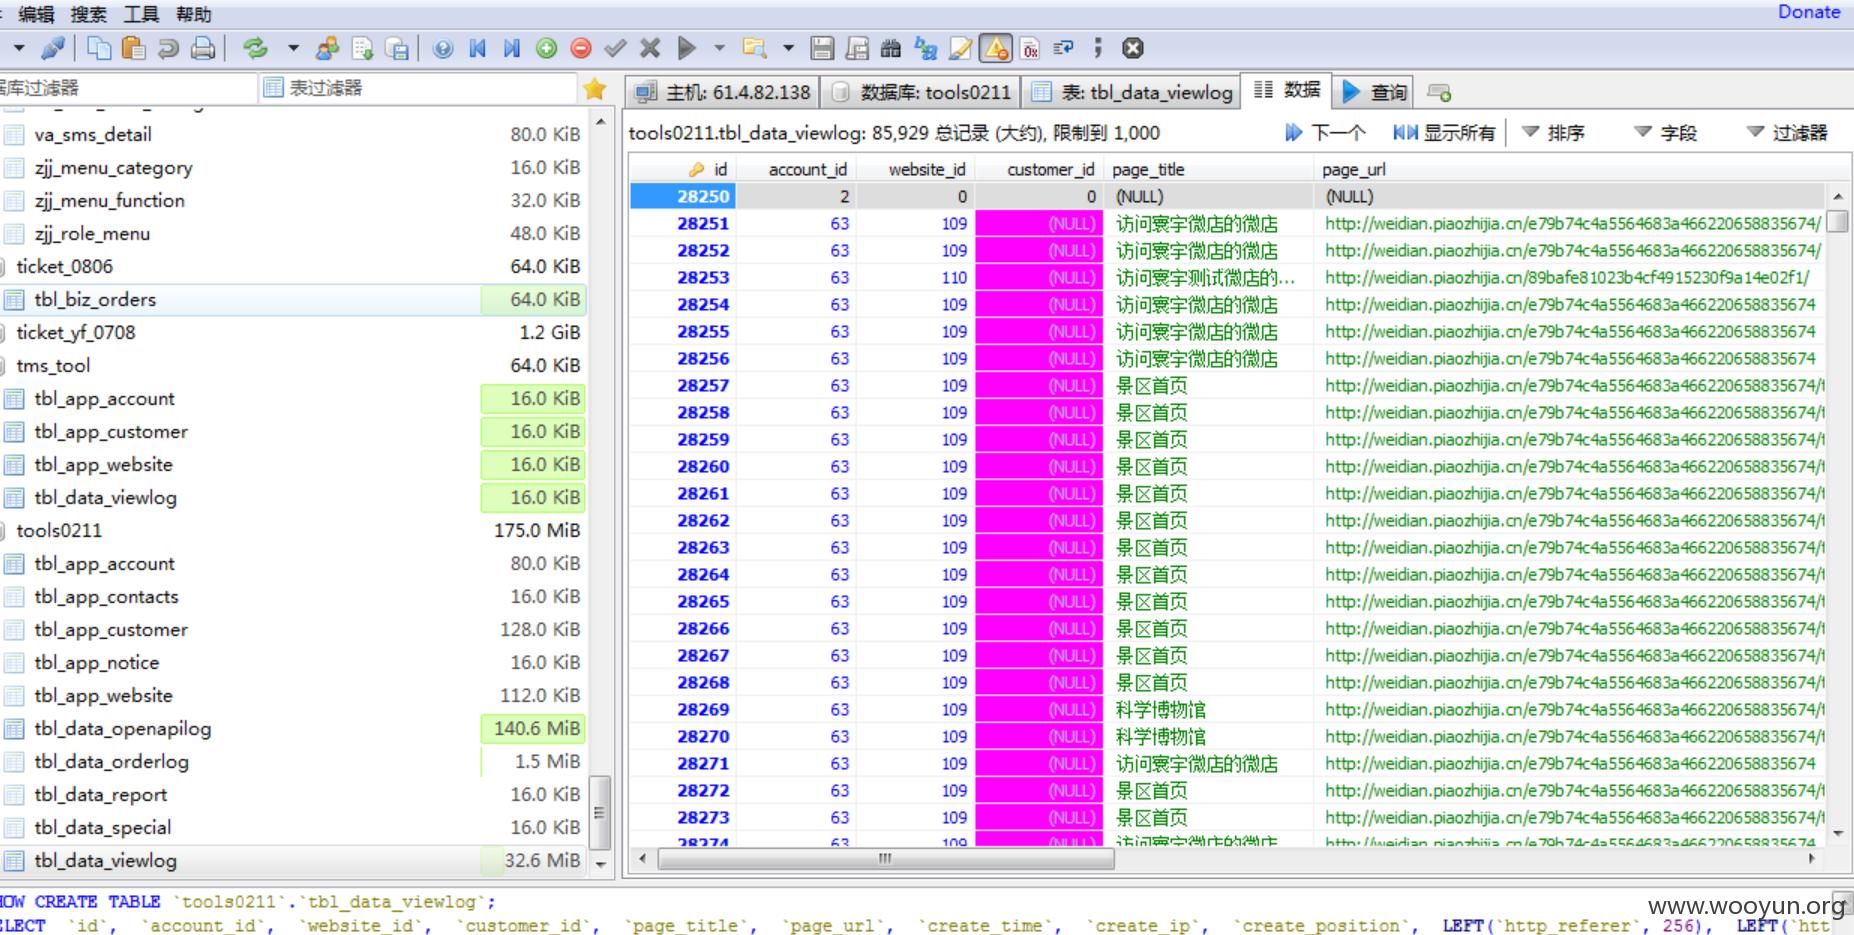 编辑 搜索 工具 帮助 Donate
库过滤器 表过滤器
主机: 61.4.82.138 数据库: tools0211 表: tbl_data_viewlog 数据 查询
tools0211.tbl_data_viewlog: 85,929 总记录 (大约), 限制到 1,000 下一个 显示所有 排序 字段 过滤器
va_sms_detail 80.0 KiB
zjj_menu_category 16.0 KiB
zjj_menu_function 32.0 KiB
zjj_role_menu 48.0 KiB
ticket_0806 64.0 KiB
tbl_biz_orders 64.0 KiB
ticket_yf_0708 1.2 GiB
tms_tool 64.0 KiB
tbl_app_account 16.0 KiB
tbl_app_customer 16.0 KiB
tbl_app_website 16.0 KiB
tbl_data_viewlog 16.0 KiB
tools0211 175.0 MiB
tbl_app_account 80.0 KiB
tbl_app_contacts 16.0 KiB
tbl_app_customer 128.0 KiB
tbl_app_notice 16.0 KiB
tbl_app_website 112.0 KiB
tbl_data_openapilog 140.6 MiB
tbl_data_orderlog 1.5 MiB
tbl_data_report 16.0 KiB
tbl_data_special 16.0 KiB
tbl_data_viewlog 32.6 MiB
id account_id website_id customer_id page_title page_url
28250 2 0 0 (NULL) (NULL)
28251 63 109 (NULL) 访问寰宇微店的微店 http://weidian.piaozhijia.cn/e79b74c4a5564683a466220658835674/
28252 63 109 (NULL) 访问寰宇微店的微店 http://weidian.piaozhijia.cn/e79b74c4a5564683a466220658835674/
28253 63 110 (NULL) 访问寰宇测试微店的... http://weidian.piaozhijia.cn/89bafe81023b4cf4915230f9a14e02f1/
28254 63 109 (NULL) 访问寰宇微店的微店 http://weidian.piaozhijia.cn/e79b74c4a5564683a466220658835674
28255 63 109 (NULL) 访问寰宇微店的微店 http://weidian.piaozhijia.cn/e79b74c4a5564683a466220658835674
28256 63 109 (NULL) 访问寰宇微店的微店 http://weidian.piaozhijia.cn/e79b74c4a5564683a466220658835674
28257 63 109 (NULL) 景区首页 http://weidian.piaozhijia.cn/e79b74c4a5564683a466220658835674/t
28258 63 109 (NULL) 景区首页 http://weidian.piaozhijia.cn/e79b74c4a5564683a466220658835674/t
28259 63 109 (NULL) 景区首页 http://weidian.piaozhijia.cn/e79b74c4a5564683a466220658835674/t
28260 63 109 (NULL) 景区首页 http://weidian.piaozhijia.cn/e79b74c4a5564683a466220658835674/t
28261 63 109 (NULL) 景区首页 http://weidian.piaozhijia.cn/e79b74c4a5564683a466220658835674/t
28262 63 109 (NULL) 景区首页 http://weidian.piaozhijia.cn/e79b74c4a5564683a466220658835674/t
28263 63 109 (NULL) 景区首页 http://weidian.piaozhijia.cn/e79b74c4a5564683a466220658835674/t
28264 63 109 (NULL) 景区首页 http://weidian.piaozhijia.cn/e79b74c4a5564683a466220658835674/t
28265 63 109 (NULL) 景区首页 http://weidian.piaozhijia.cn/e79b74c4a5564683a466220658835674/t
28266 63 109 (NULL) 景区首页 http://weidian.piaozhijia.cn/e79b74c4a5564683a466220658835674/t
28267 63 109 (NULL) 景区首页 http://weidian.piaozhijia.cn/e79b74c4a5564683a466220658835674/t
28268 63 109 (NULL) 景区首页 http://weidian.piaozhijia.cn/e79b74c4a5564683a466220658835674/t
28269 63 109 (NULL) 科学博物馆 http://weidian.piaozhijia.cn/e79b74c4a5564683a466220658835674/t
28270 63 109 (NULL) 科学博物馆 http://weidian.piaozhijia.cn/e79b74c4a5564683a466220658835674/t
28271 63 109 (NULL) 访问寰宇微店的微店 http://weidian.piaozhijia.cn/e79b74c4a5564683a466220658835674
28272 63 109 (NULL) 景区首页 http://weidian.piaozhijia.cn/e79b74c4a5564683a466220658835674/t
28273 63 109 (NULL) 景区首页 http://weidian.piaozhijia.cn/e79b74c4a5564683a466220658835674/t
28274 63 109 (NULL) 访问寰宇微店的微店 http://weidian.piaozhijia.cn/e79b74c4a5564683a466220658835674
HOW CREATE TABLE `tools0211`.`tbl_data_viewlog`;
ELECT `id`, `account_id`, `website_id`, `customer_id`, `page_title`, `page_url`, `create_time`, `create_ip`, `create_position`, LEFT(`http_referer`, 256), LEFT(`htt
www.wooyun.org